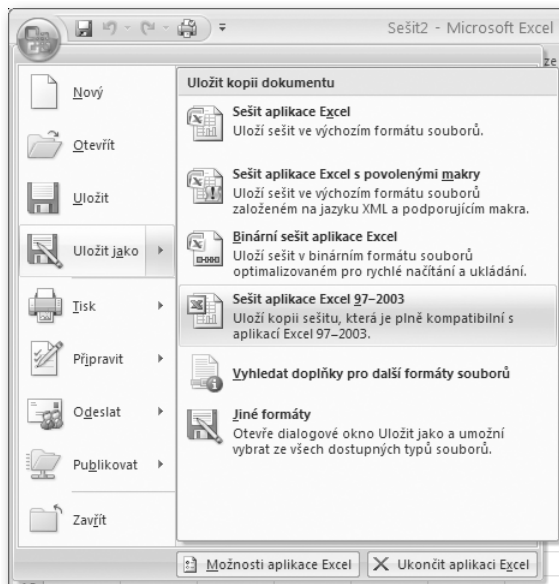 Sešit2 - Microsoft Excel
ze
Nový
Otevřít
Uložit
Uložit jako
Tisk
Připravit
Odeslat
Publikovat
Zavřít
Uložit kopii dokumentu
Sešit aplikace Excel
Uloží sešit ve výchozím formátu souborů.
Sešit aplikace Excel s povolenými makry
Uloží sešit ve výchozím formátu souborů
založeném na jazyku XML a podporujícím makra.
Binární sešit aplikace Excel
Uloží sešit v binárním formátu souborů
optimalizovaném pro rychlé načítání a ukládání.
Sešit aplikace Excel 97–2003
Uloží kopii sešitu, která je plně kompatibilní s
aplikací Excel 97–2003.
Vyhledat doplňky pro další formáty souborů
Jiné formáty
Otevře dialogové okno Uložit jako a umožní
vybrat ze všech dostupných typů souborů.
Možnosti aplikace Excel
Ukončit aplikaci Excel